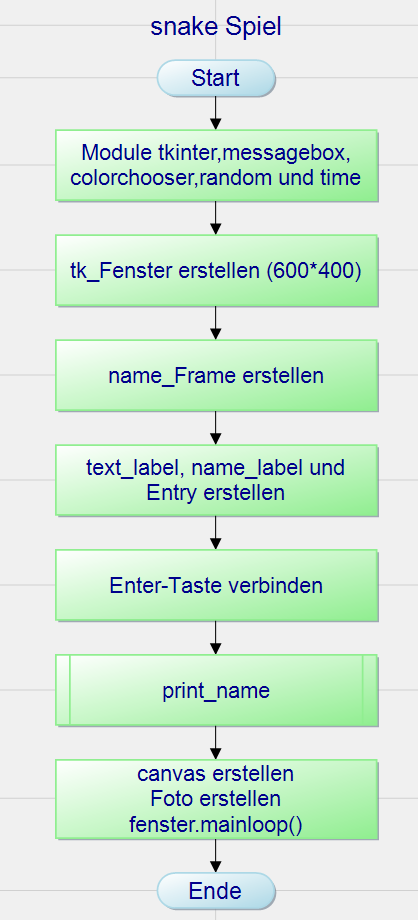 snake Spiel
Start
Module tkinter,messagebox,
colorchooser,random und time
tk_Fenster erstellen (600*400)
name_Frame erstellen
text_label, name_label und
Entry erstellen
Enter-Taste verbinden
print_name
canvas erstellen
Foto erstellen
fenster.mainloop()
Ende